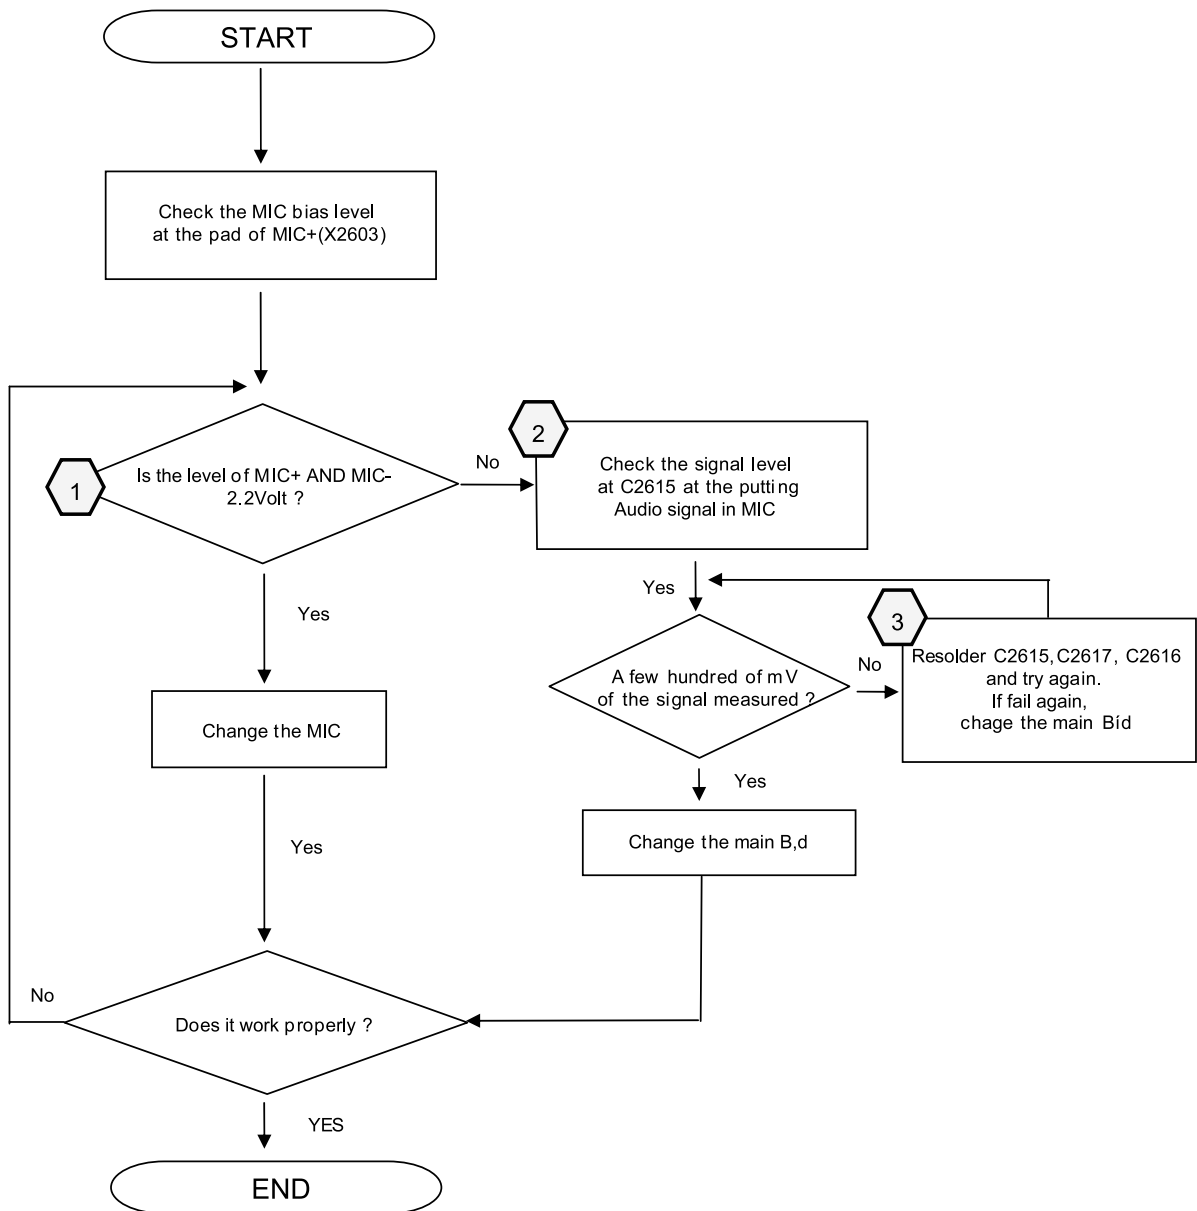 START
Check the MIC bias level
at the pad of MIC+(X2603)
1
Is the level of MIC+ AND MIC-
2.2Volt ?
No
2
Check the signal level
at C2615 at the putting
Audio signal in MIC
Yes
Yes
3
A few hundred of mV
of the signal measured ?
No
Resolder C2615,C2617, C2616
and try again.
If fail again,
chage the main Bíd
Change the MIC
Yes
Change the main B,d
Yes
No
Does it work properly ?
YES
END